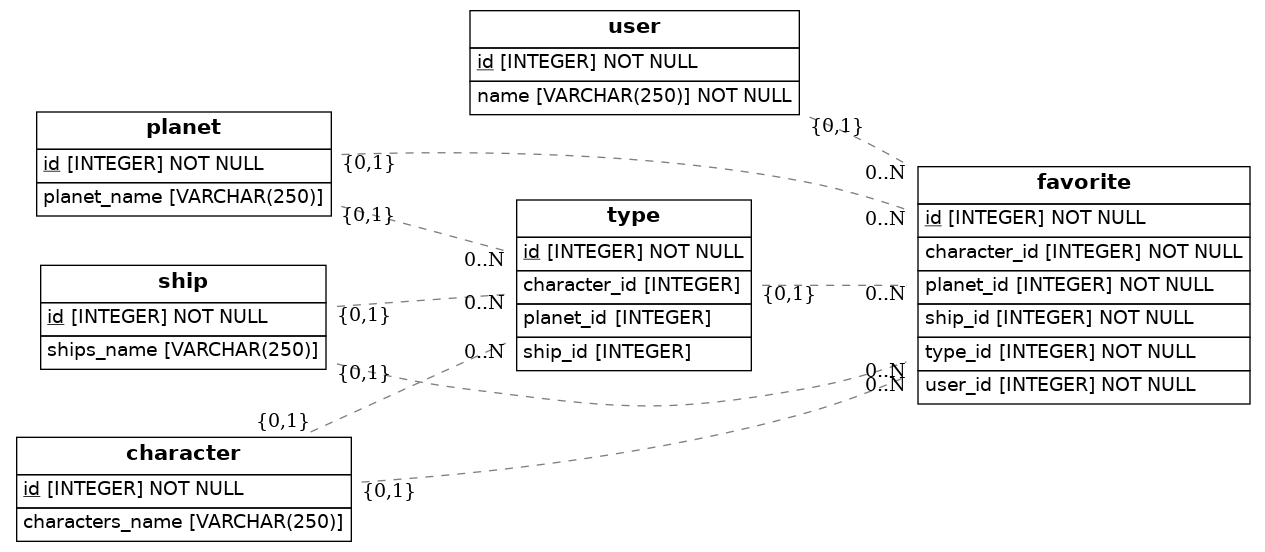 user
id [INTEGER] NOT NULL
name [VARCHAR(250)] NOT NULL
{0,1}
0..N
planet
id [INTEGER] NOT NULL
planet_name [VARCHAR(250)]
{0,1}
0..N
{0,1}
0..N
ship
id [INTEGER] NOT NULL
ships_name [VARCHAR(250)]
{0,1}
0..N
{0,1}
0..N
character
id [INTEGER] NOT NULL
characters_name [VARCHAR(250)]
{0,1}
0..N
{0,1}
0..N
type
id [INTEGER] NOT NULL
character_id [INTEGER]
planet_id [INTEGER]
ship_id [INTEGER]
{0,1}
0..N
favorite
id [INTEGER] NOT NULL
character_id [INTEGER] NOT NULL
planet_id [INTEGER] NOT NULL
ship_id [INTEGER] NOT NULL
type_id [INTEGER] NOT NULL
user_id [INTEGER] NOT NULL